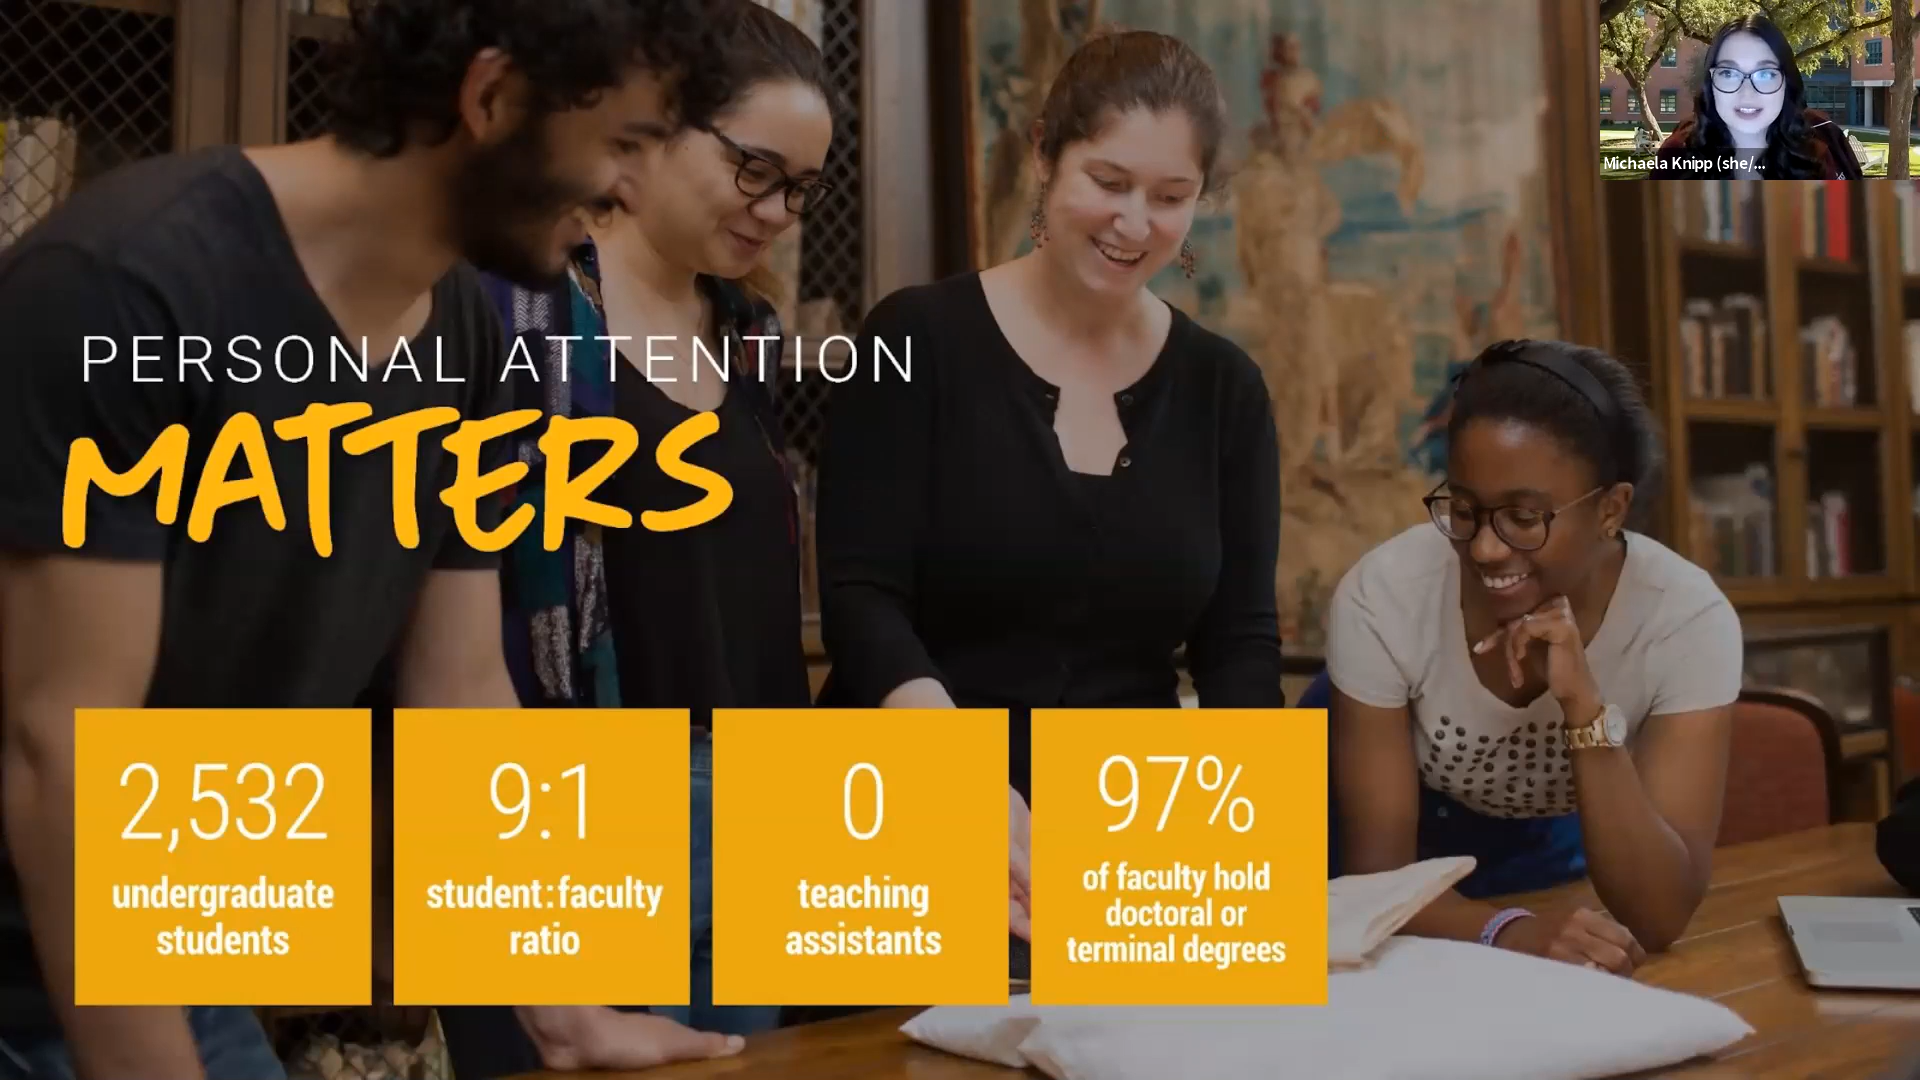 Michaela Knipp (she/...
PERSONAL ATTENTION
MATTERS
2,532
undergraduate
students
9:1
student:faculty
ratio
0
teaching
assistants
97%
of faculty hold
doctoral or
terminal degrees